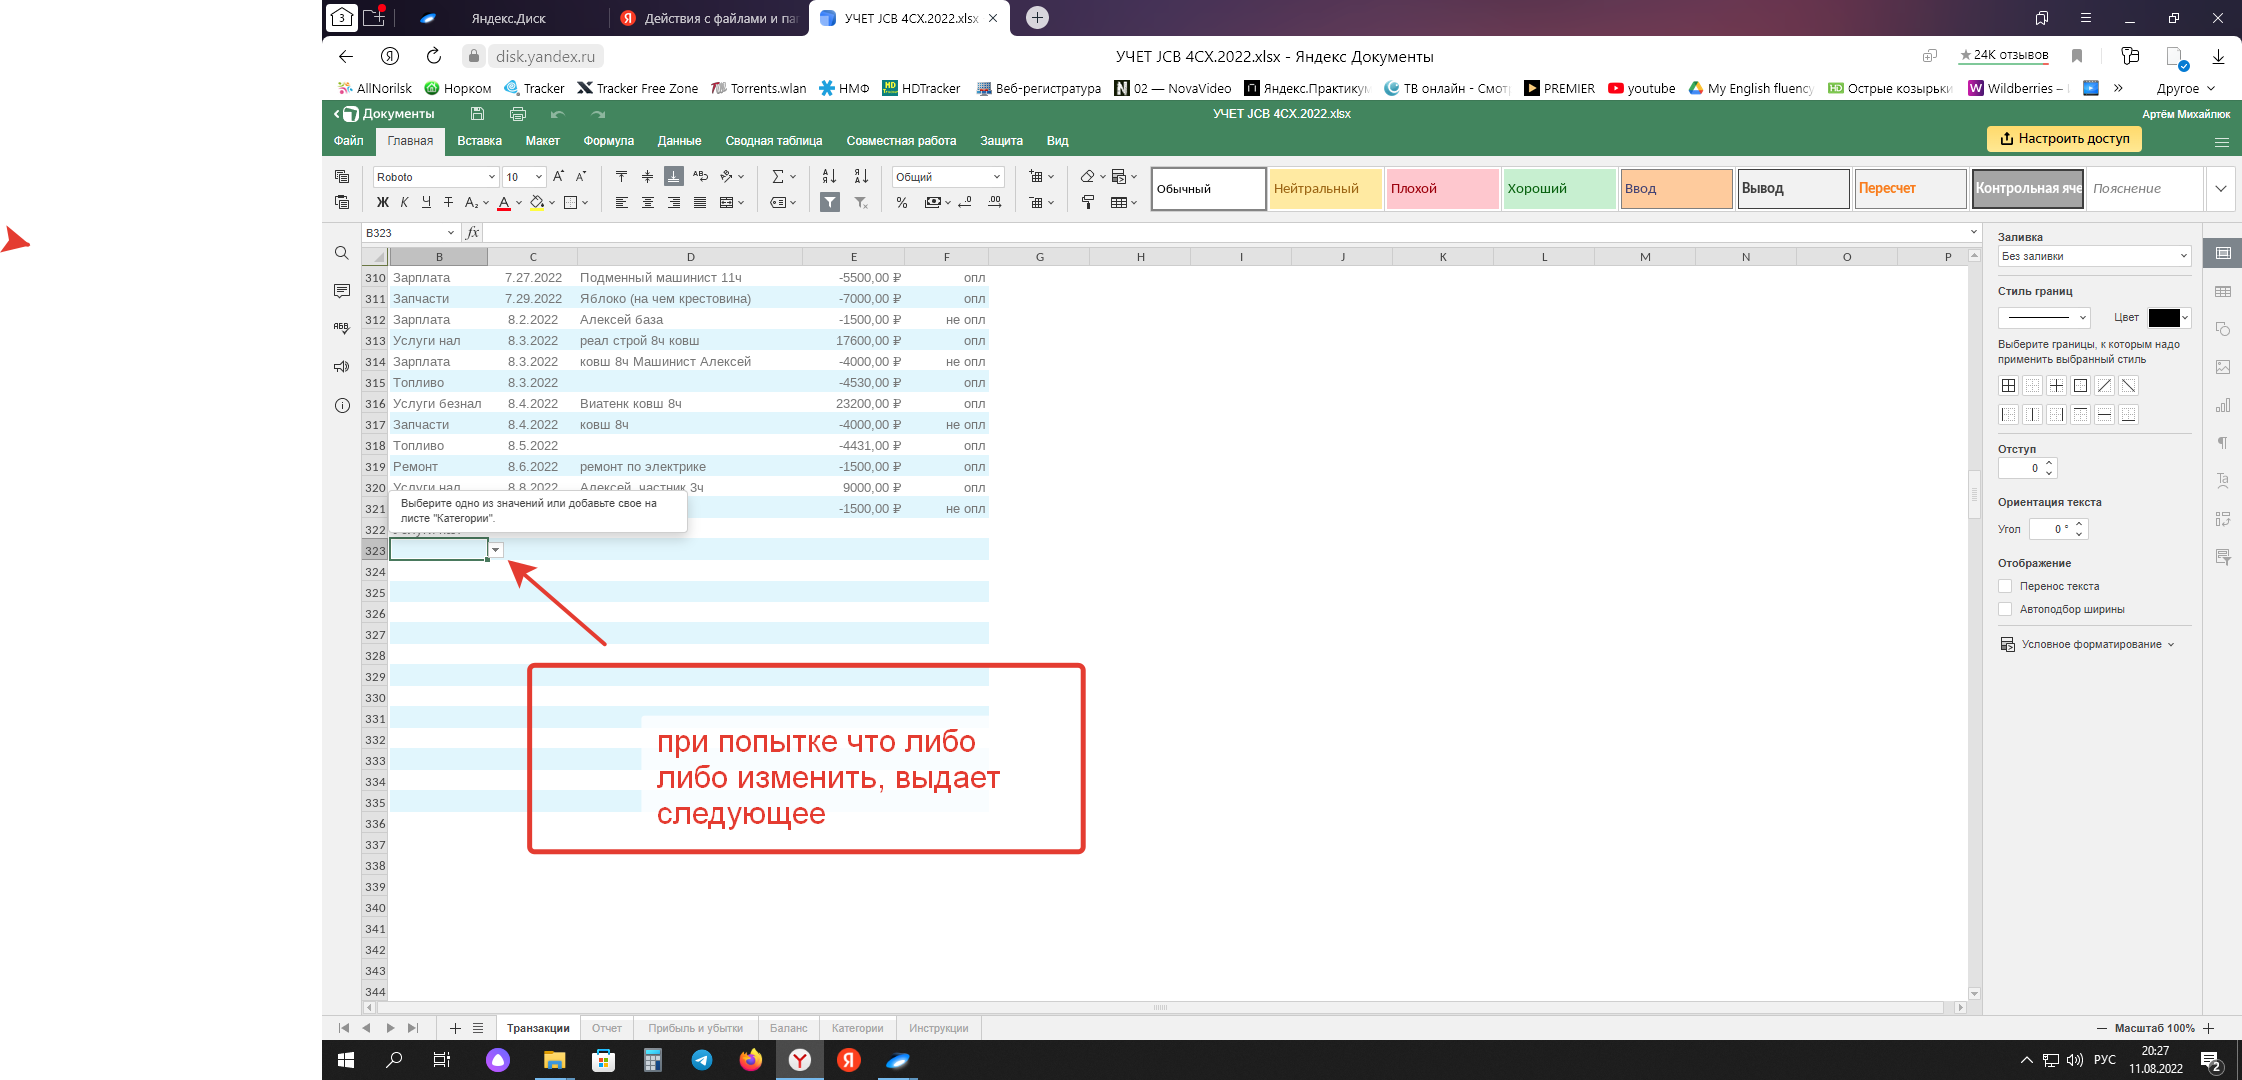 3
Яндекс.Диск
Действия с файлами и пап
УЧЕТ JCB 4CX.2022.xlsx
disk.yandex.ru
УЧЕТ JCB 4CX.2022.xlsx - Яндекс Документы
★24K отзывов
AllNorilsk Норком Tracker Tracker Free Zone Torrents.wlan НМФ HDTracker Веб-регистратура 02 — NovaVideo Яндекс.Практикум ТВ онлайн - Смот PREMIER youtube My English fluency Острые козырьки Wildberries – » Другое
Документы
УЧЕТ JCB 4CX.2022.xlsx
Артём Михайлюк
Файл Главная Вставка Макет Формула Данные Сводная таблица Совместная работа Защита Вид
Настроить доступ
Roboto 10
Общий
Обычный Нейтральный Плохой Хороший Ввод Вывод Пересчет Контрольная яче Пояснение
B323 fx
B C D E F G H I J K L M N O P
310 Зарплата 7.27.2022 Подменный машинист 11ч -5500,00 ₽ опл
311 Запчасти 7.29.2022 Яблоко (на чем крестовина) -7000,00 ₽ опл
312 Зарплата 8.2.2022 Алексей база -1500,00 ₽ не опл
313 Услуги нал 8.3.2022 реал строй 8ч ковш 17600,00 ₽ опл
314 Зарплата 8.3.2022 ковш 8ч Машинист Алексей -4000,00 ₽ не опл
315 Топливо 8.3.2022 -4530,00 ₽ опл
316 Услуги безнал 8.4.2022 Виатенк ковш 8ч 23200,00 ₽ опл
317 Запчасти 8.4.2022 ковш 8ч -4000,00 ₽ не опл
318 Топливо 8.5.2022 -4431,00 ₽ опл
319 Ремонт 8.6.2022 ремонт по электрике -1500,00 ₽ опл
320 Услуги нал 8.8.2022 Алексей частник 3ч 9000,00 ₽ опл
321 -1500,00 ₽ не опл
Выберите одно из значений или добавьте свое на
листе "Категории".
322
323
324
325
326
327
328
329
330
331
332
333
334
335
336
337
338
339
340
341
342
343
344
при попытке что либо
либо изменить, выдает
следующее
Заливка
Без заливки
Стиль границ
Цвет
Выберите границы, к которым надо
применить выбранный стиль
Отступ
0
Ориентация текста
Угол 0 °
Отображение
Перенос текста
Автоподбор ширины
Условное форматирование
Транзакции Отчет Прибыль и убытки Баланс Категории Инструкции
Масштаб 100%
РУС
20:27
11.08.2022
2